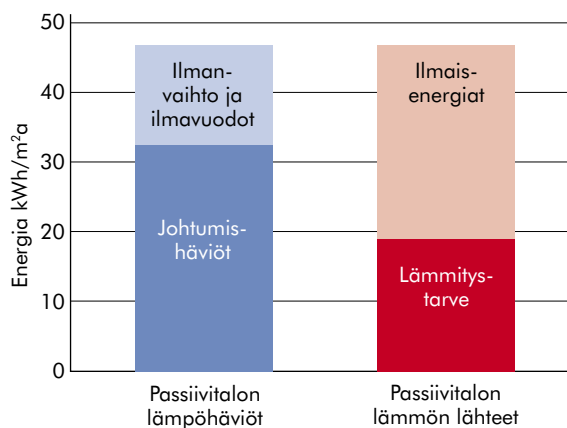 Energia kWh/m²a
50
40
30
20
10
0
Ilman-
vaihto ja
ilmavuodot
Johtumis-
häviöt
Ilmais-
energiat
Lämmitys-
tarve
Passiivitalon
lämpöhäviöt
Passiivitalon
lämmön lähteet